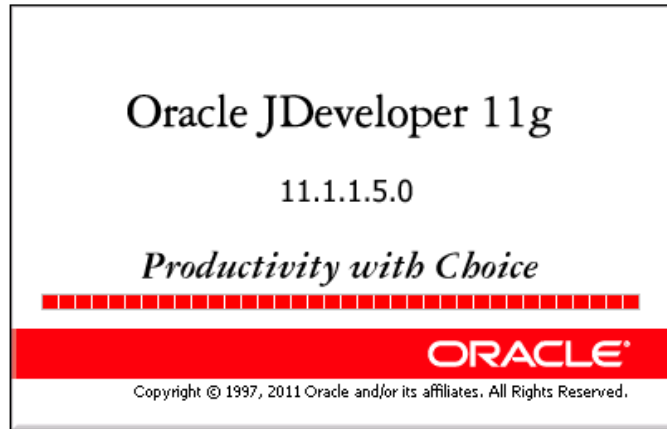 Oracle JDeveloper 11g
11.1.1.5.0
Productivity with Choice
ORACLE®
Copyright © 1997, 2011 Oracle and/or its affiliates. All Rights Reserved.